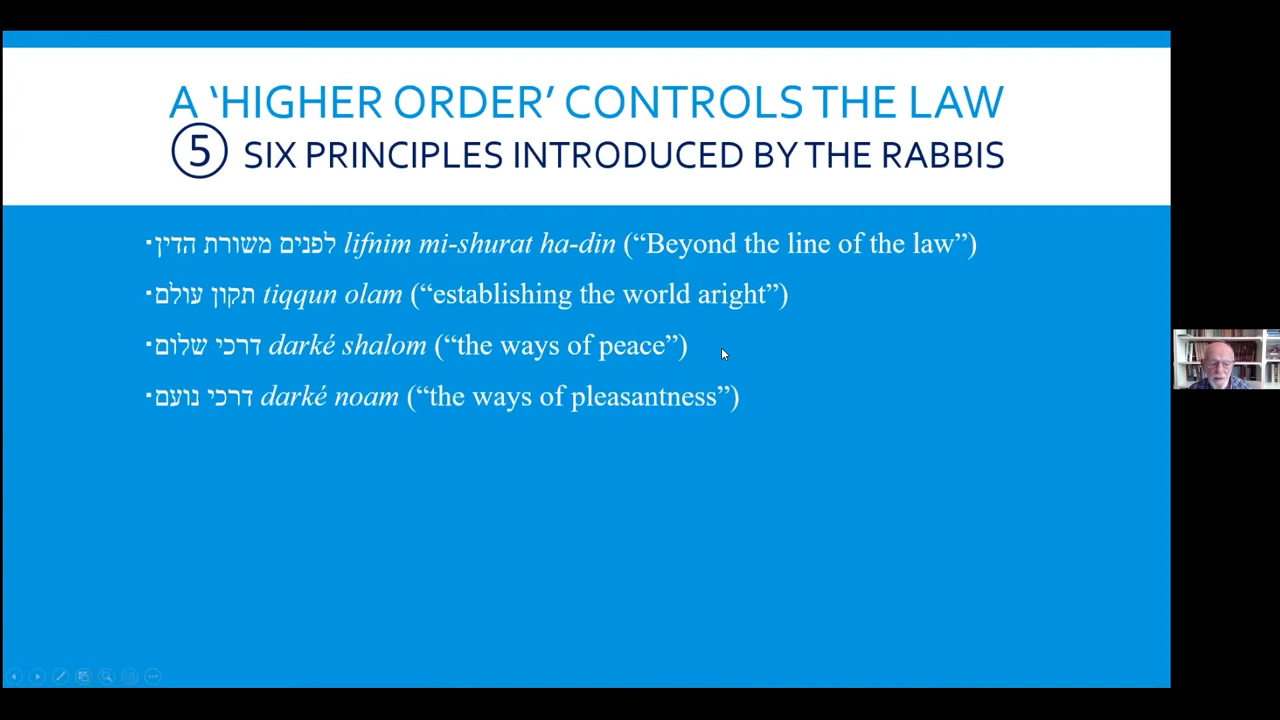 A ‘HIGHER ORDER’ CONTROLS THE LAW
⑤ SIX PRINCIPLES INTRODUCED BY THE RABBIS
▪ לפנים משורת הדין lifnim mi-shurat ha-din (“Beyond the line of the law”)
▪ תקון עולם tiqqun olam (“establishing the world aright”)
▪ דרכי שלום darké shalom (“the ways of peace”)
▪ דרכי נועם darké noam (“the ways of pleasantness”)